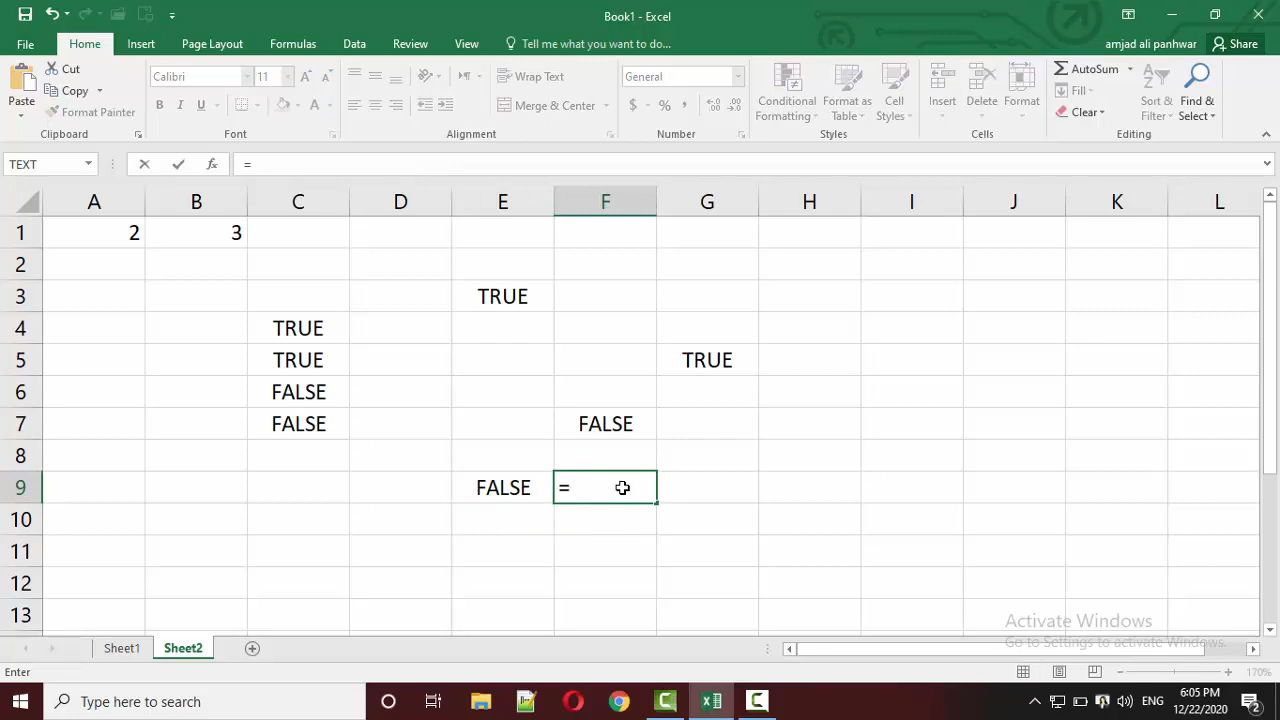 Book1 - Excel
File Home Insert Page Layout Formulas Data Review View Tell me what you want to do... amjad ali panhwar Share
Paste Cut Copy Format Painter Clipboard
Calibri 11 B I U Font
Wrap Text Merge & Center Alignment
General $ % , Number
Conditional Formatting Format as Table Cell Styles Styles
Insert Delete Format Cells
AutoSum Fill Clear Sort & Filter Find & Select Editing
TEXT fx =
A B C D E F G H I J K L
1 2 3
2
3 TRUE
4 TRUE
5 TRUE TRUE
6 FALSE
7 FALSE FALSE
8
9 FALSE =
10
11
12
13
Activate Windows
Go to Settings to activate Windows.
Sheet1 Sheet2
Enter 170%
Type here to search ENG 6:05 PM
12/22/2020 2